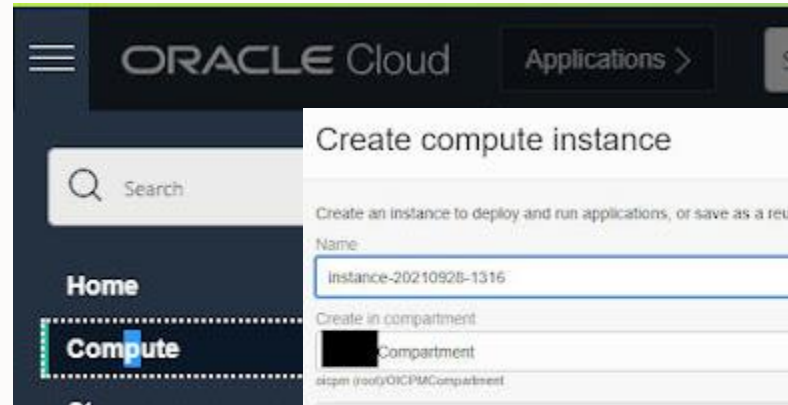 ORACLE Cloud
Applications >
Search
Home
Compute
Create compute instance
Create an instance to deploy and run applications, or save as a
Name
instance-20210928-1316
Create in compartment
Compartment
oicpm (root)/OICPMCompartment